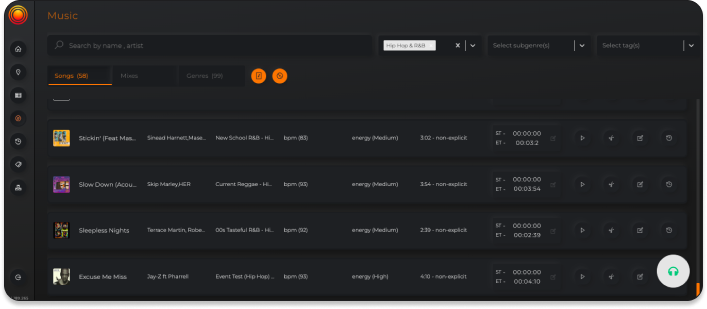 Music
Search by name , artist
Hip Hop & R&B
Select subgenre(s)
Select tag(s)
Songs (58)
Mixes
Genres (99)
Stickin' (Feat Mas... Sinead Harnett,Mase... New School R&B - Hi... bpm (83) energy (Medium) 3:02 - non-explicit
ST - 00:00:00
ET - 00:03:2
Slow Down (Acou... Skip Marley,HER Current Reggae - Hi... bpm (93) energy (Medium) 3:54 - non-explicit
ST - 00:00:00
ET - 00:03:54
Sleepless Nights Terrace Martin, Robe... 00s Tasteful R&B - Hi... bpm (92) energy (Medium) 2:39 - non-explicit
ST - 00:00:00
ET - 00:02:39
Excuse Me Miss Jay-Z ft Pharrell Event Test (Hip Hop) ... bpm (93) energy (High) 4:10 - non-explicit
ST - 00:00:00
ET - 00:04:10